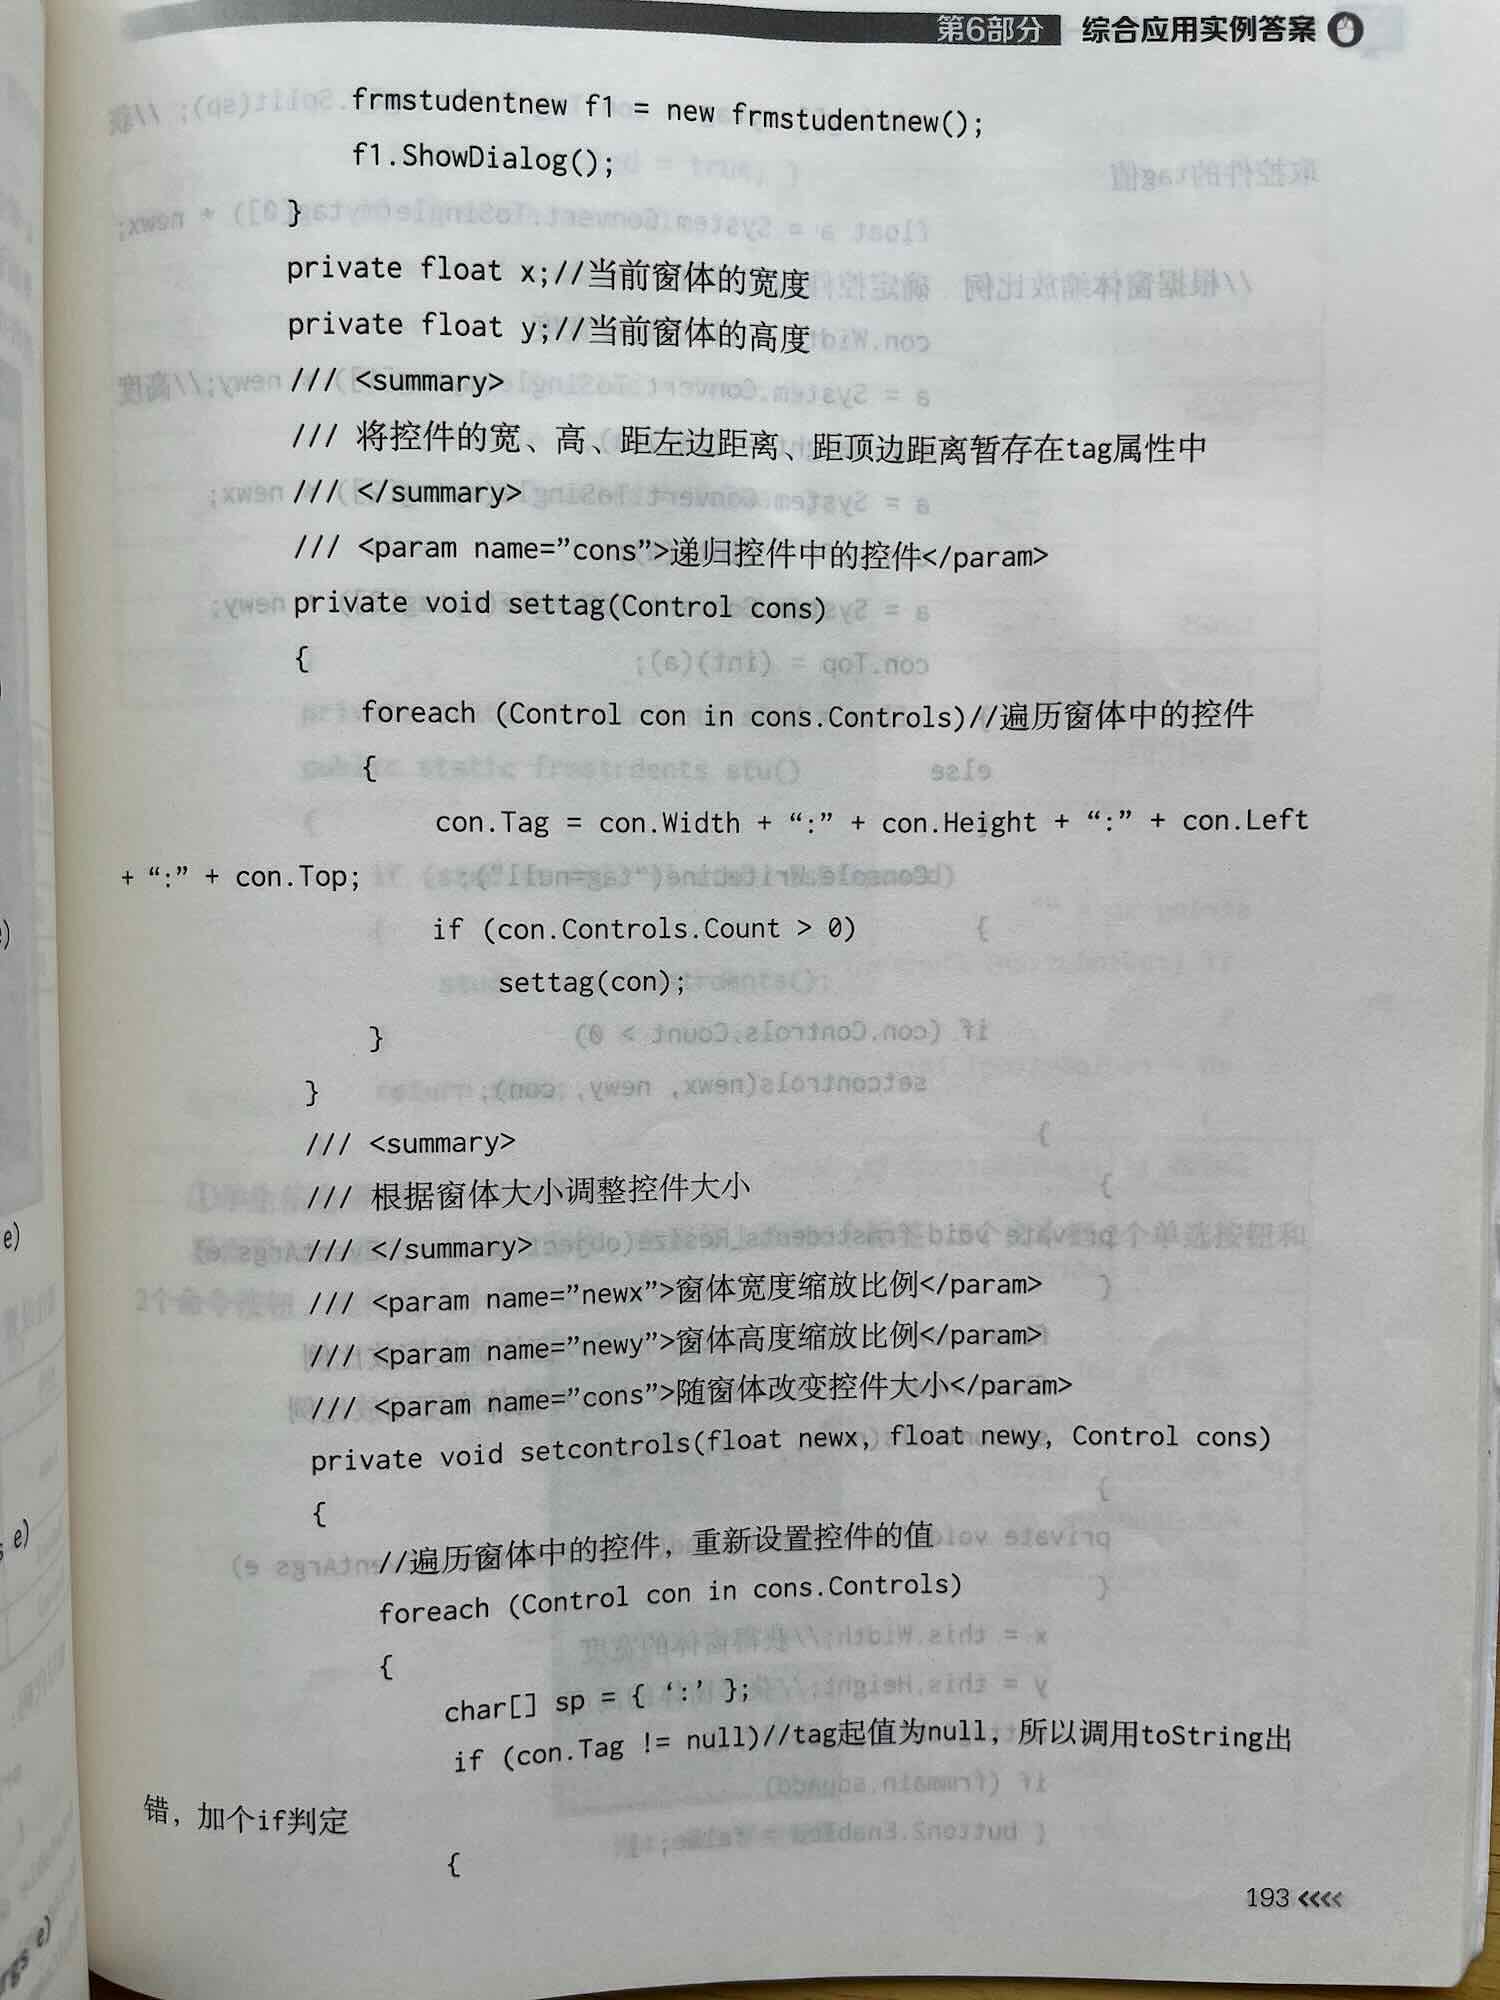 第6部分 综合应用实例答案
frmstudentnew f1 = new frmstudentnew();
f1.ShowDialog();
}
private float x;//当前窗体的宽度
private float y;//当前窗体的高度
/// <summary>
/// 将控件的宽、高、距左边距离、距顶边距离暂存在tag属性中
/// </summary>
/// <param name=”cons”>递归控件中的控件</param>
private void settag(Control cons)
{
foreach (Control con in cons.Controls)//遍历窗体中的控件
{
con.Tag = con.Width + “:” + con.Height + “:” + con.Left
+ “:” + con.Top;
if (con.Controls.Count > 0)
settag(con);
}
}
/// <summary>
/// 根据窗体大小调整控件大小
/// </summary>
/// <param name=”newx”>窗体宽度缩放比例</param>
/// <param name=”newy”>窗体高度缩放比例</param>
/// <param name=”cons”>随窗体改变控件大小</param>
private void setcontrols(float newx, float newy, Control cons)
{
//遍历窗体中的控件，重新设置控件的值
foreach (Control con in cons.Controls)
{
char[] sp = { ‘:’ };
if (con.Tag != null)//tag起值为null，所以调用toString出
错，加个if判定
{
193